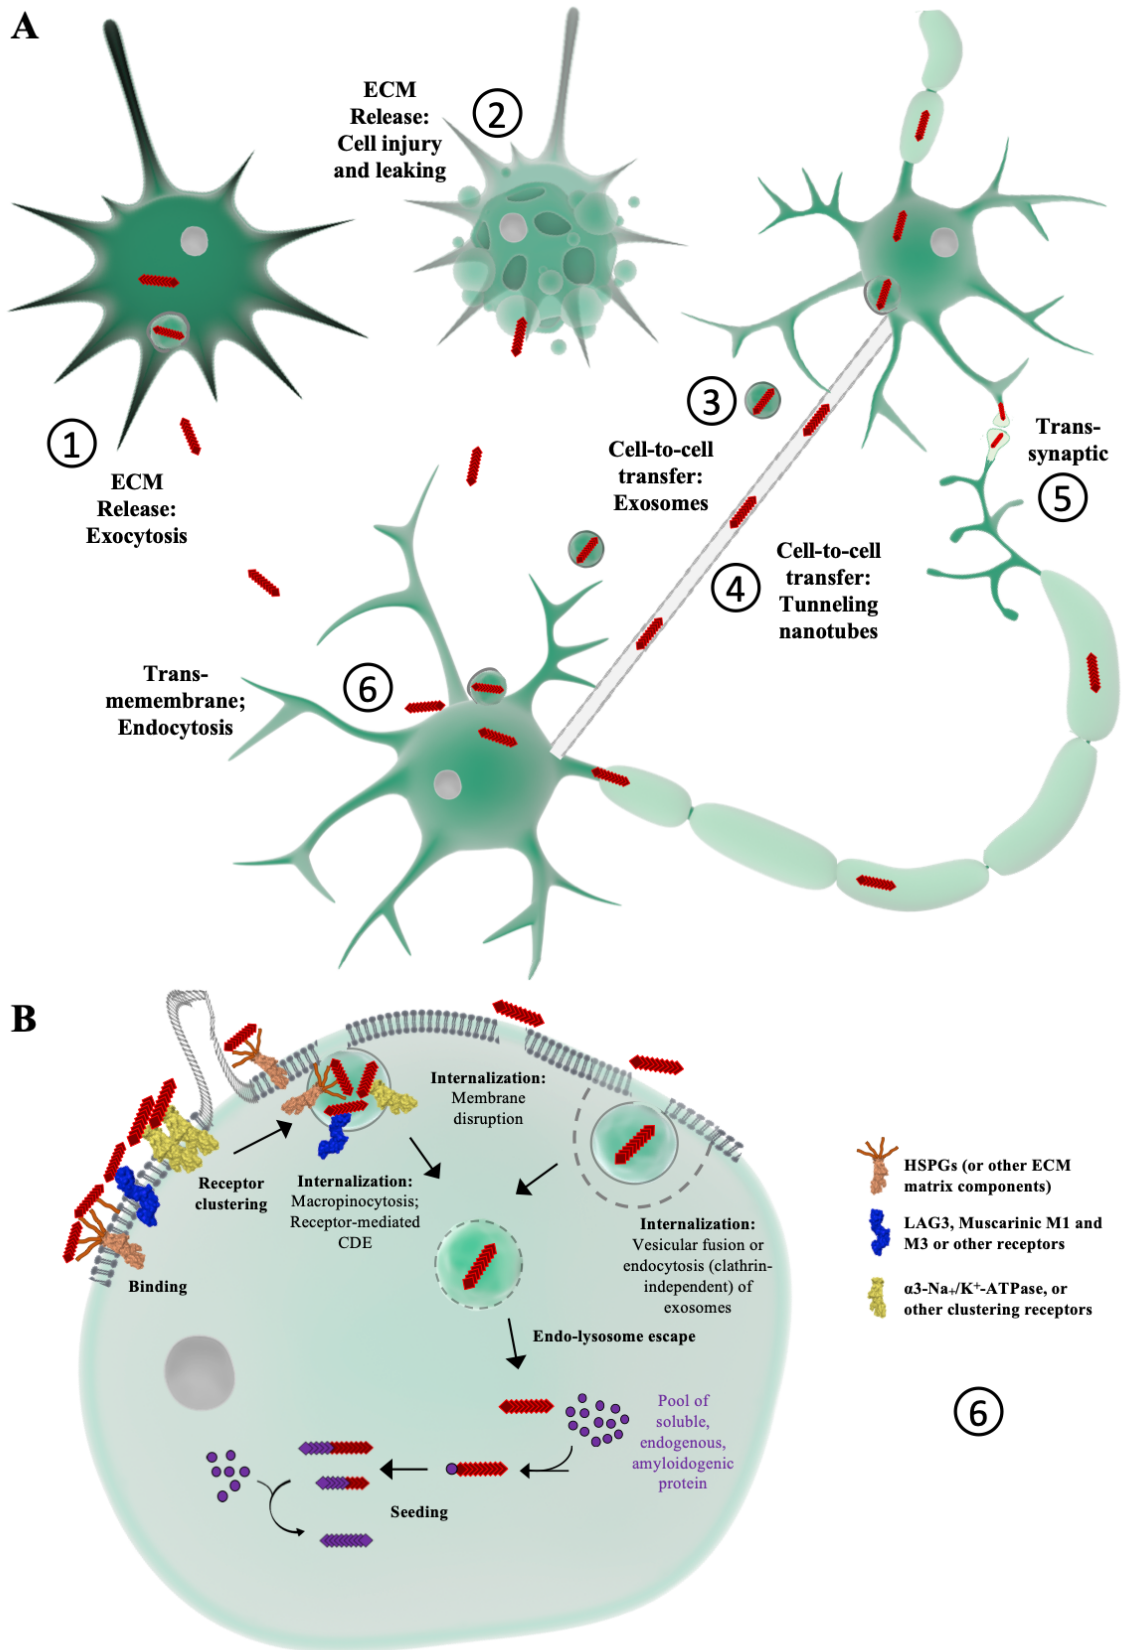 A
ECM
Release:
Cell injury
and leaking
2
1
ECM
Release:
Exocytosis
3
Cell-to-cell
transfer:
Exosomes
Trans-
synaptic
5
4
Cell-to-cell
transfer:
Tunneling
nanotubes
Trans-
memembrane;
Endocytosis
6
B
Internalization:
Membrane
disruption
Receptor
clustering
Internalization:
Macropinocytosis;
Receptor-mediated
CDE
Binding
Internalization:
Vesicular fusion or
endocytosis (clathrin-
independent) of
exosomes
HSPGs (or other ECM
matrix components)
LAG3, Muscarinic M1 and
M3 or other receptors
α3-Na+/K+-ATPase, or
other clustering receptors
Endo-lysosome escape
6
Pool of
soluble,
endogenous,
amyloidogenic
protein
Seeding